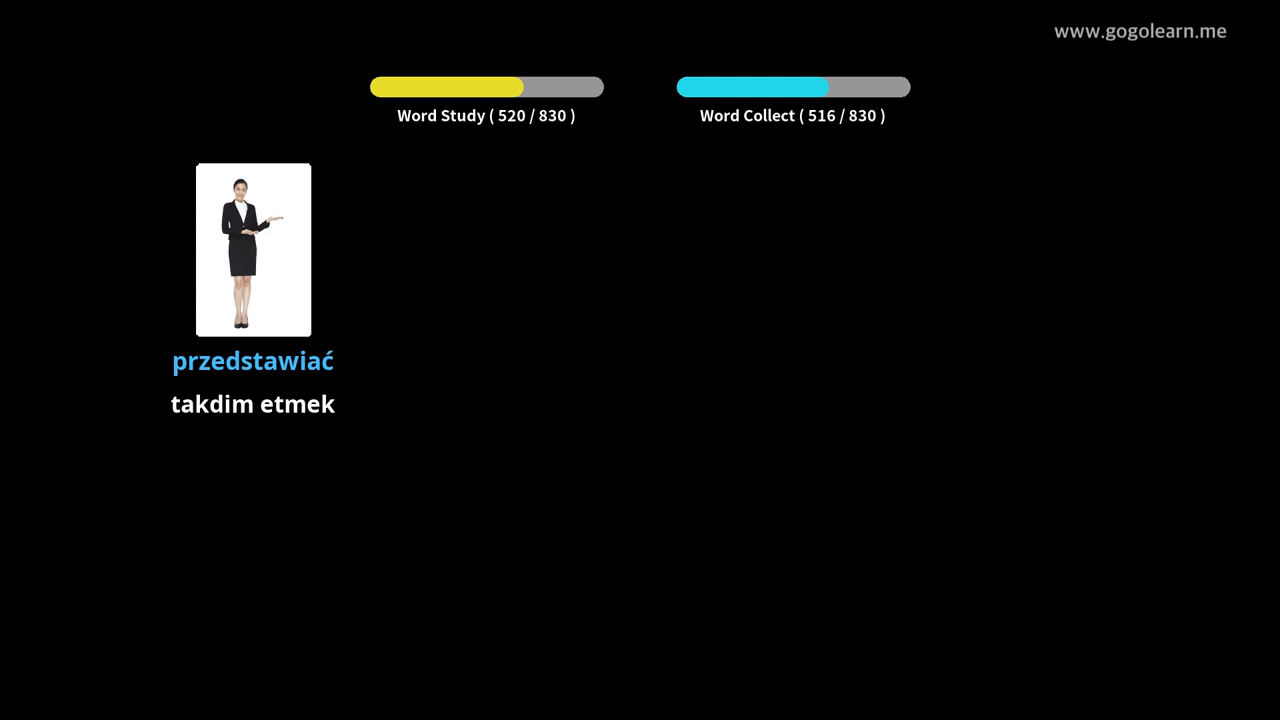 www.gogolearn.me
Word Study ( 520 / 830 )
Word Collect ( 516 / 830 )
przedstawiać
takdim etmek